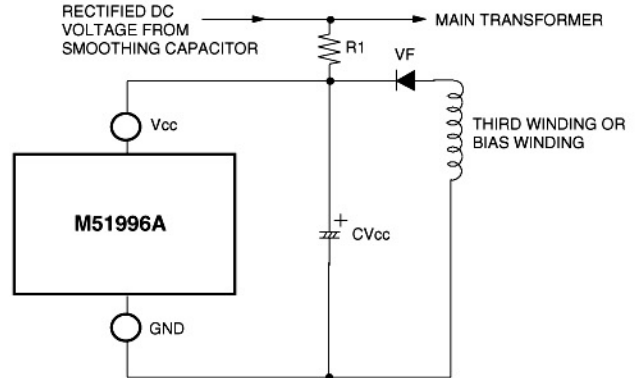 RECTIFIED DC
VOLTAGE FROM
SMOOTHING CAPACITOR
MAIN TRANSFORMER
R1
VF
THIRD WINDING OR
BIAS WINDING
Vcc
M51996A
+
CVcc
GND